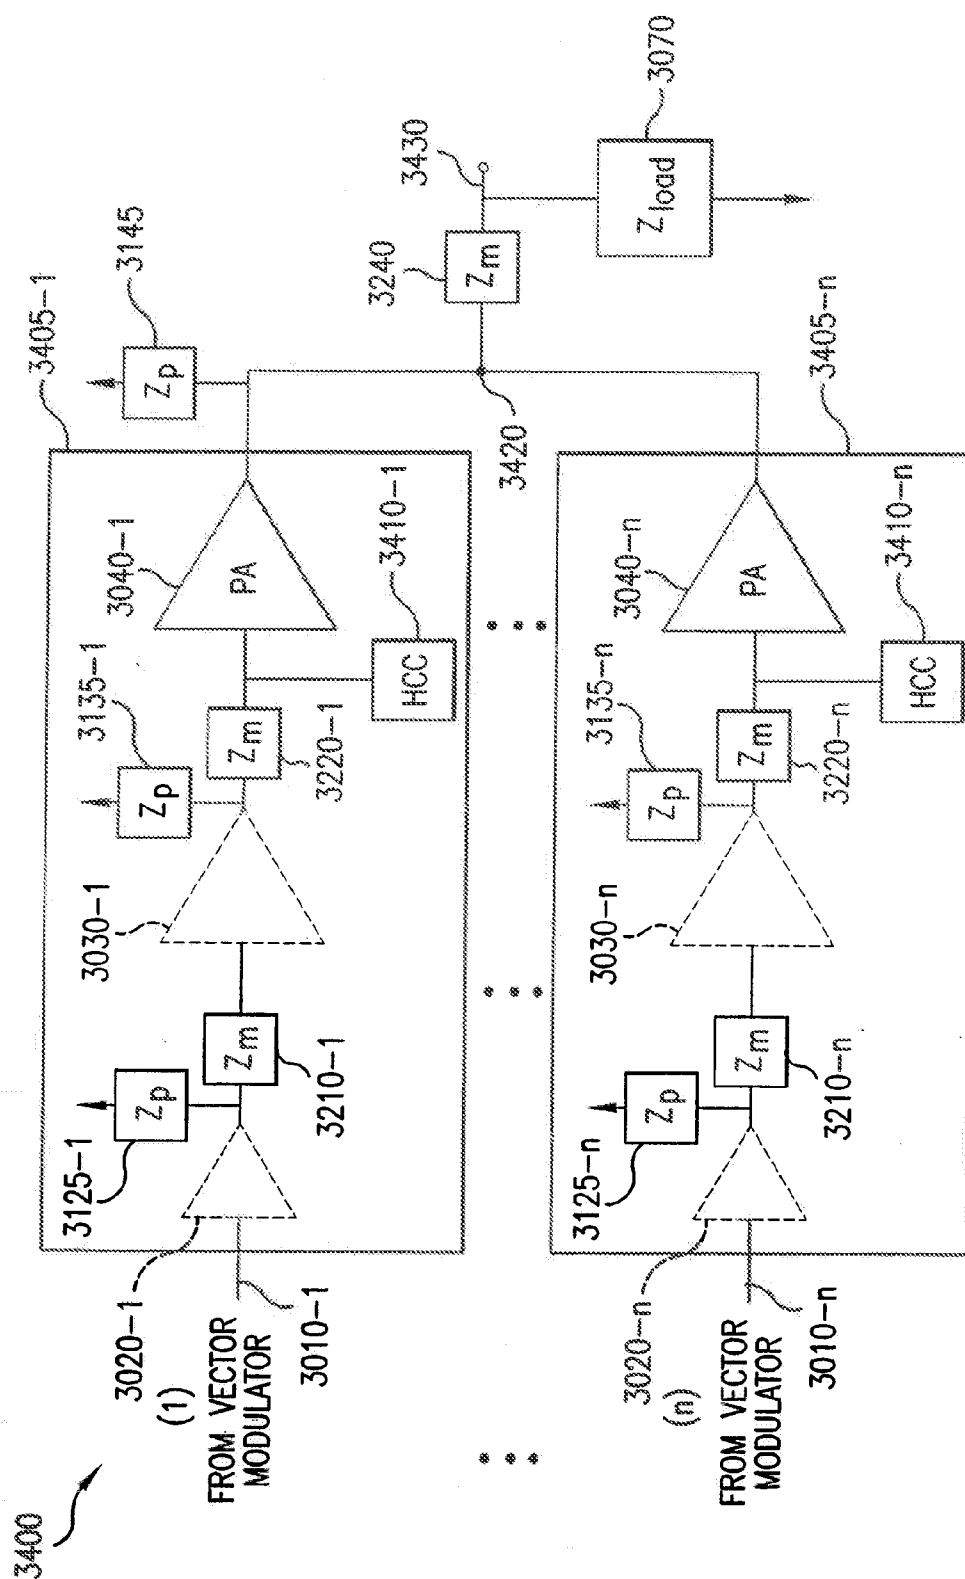 3400
3020-1
(1)
FROM VECTOR
MODULATOR
3010-1
3125-1
Zp
Zm
3210-1
3030-1
3135-1
Zp
Zm
3220-1
3040-1
PA
HCC
3410-1
3405-1
Zp
3145
3420
3240
Zm
3430
Zload
3070
3020-n
(n)
FROM VECTOR
MODULATOR
3010-n
3125-n
Zp
Zm
3210-n
3030-n
3135-n
Zp
Zm
3220-n
3040-n
PA
HCC
3410-n
3405-n